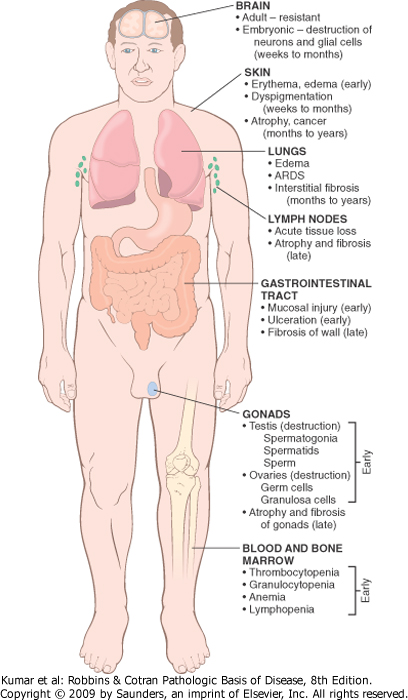 BRAIN
• Adult – resistant
• Embryonic – destruction of
neurons and glial cells
(weeks to months)
SKIN
• Erythema, edema (early)
• Dyspigmentation
(weeks to months)
• Atrophy, cancer
(months to years)
LUNGS
• Edema
• ARDS
• Interstitial fibrosis
(months to years)
LYMPH NODES
• Acute tissue loss
• Atrophy and fibrosis
(late)
GASTROINTESTINAL
TRACT
• Mucosal injury (early)
• Ulceration (early)
• Fibrosis of wall (late)
GONADS
• Testis (destruction)
Spermatogonia
Spermatids
Sperm
• Ovaries (destruction)
Germ cells
Granulosa cells
Early
• Atrophy and fibrosis
of gonads (late)
BLOOD AND BONE
MARROW
• Thrombocytopenia
• Granulocytopenia
• Anemia
• Lymphopenia
Early
Kumar et al: Robbins & Cotran Pathologic Basis of Disease, 8th Edition.
Copyright © 2009 by Saunders, an imprint of Elsevier, Inc. All rights reserved.